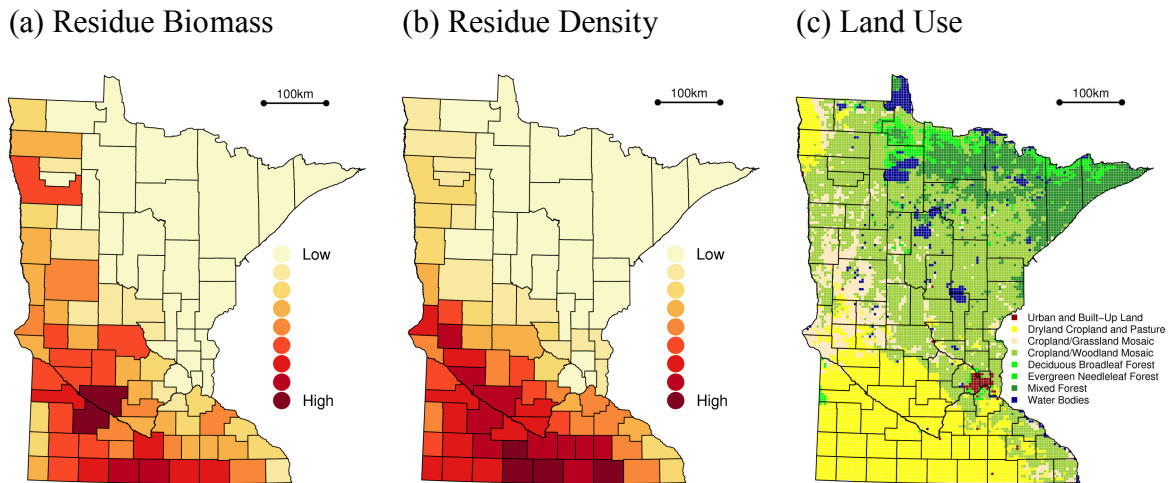 (a) Residue Biomass
(b) Residue Density
(c) Land Use
100km
Low
High
100km
Low
High
100km
Urban and Built-Up Land
Dryland Cropland and Pasture
Cropland/Grassland Mosaic
Cropland/Woodland Mosaic
Deciduous Broadleaf Forest
Evergreen Needleleaf Forest
Mixed Forest
Water Bodies